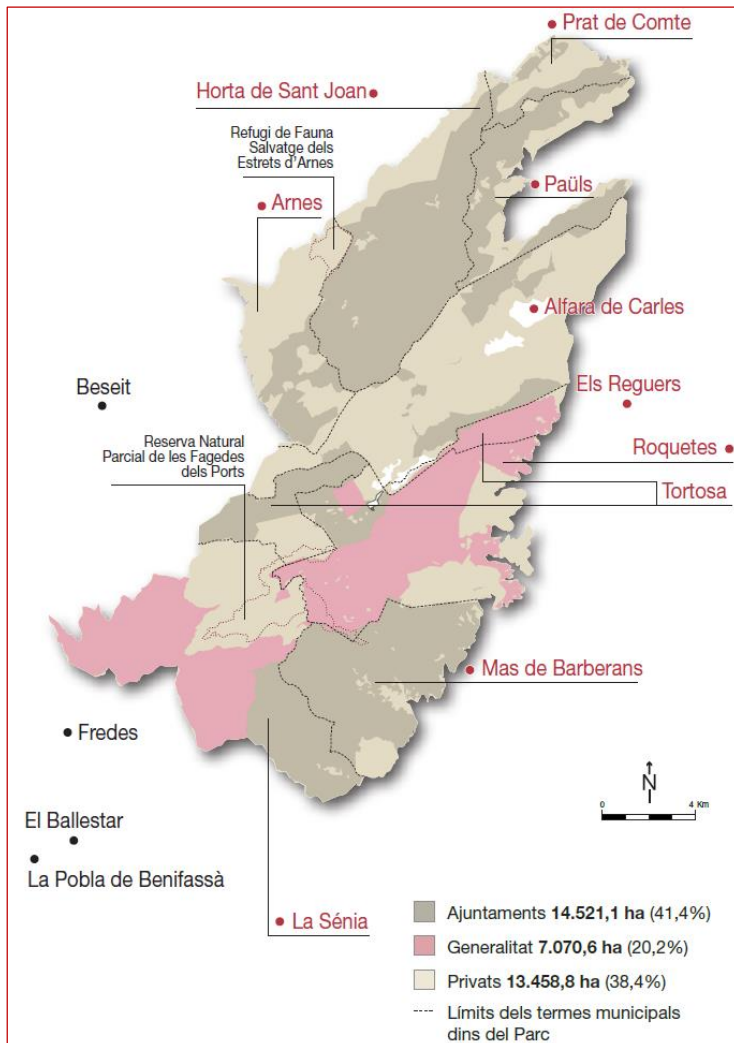 Prat de Comte
Horta de Sant Joan
Refugi de Fauna
Salvatge dels
Estrets d'Arnes
Paüls
Arnes
Alfara de Carles
Beseit
Els Reguers
Reserva Natural
Parcial de les Fagedes
dels Ports
Roquetes
Tortosa
Mas de Barberans
Fredes
N
0 4 Km
El Ballestar
La Pobla de Benifassà
La Sénia
Ajuntaments 14.521,1 ha (41,4%)
Generalitat 7.070,6 ha (20,2%)
Privats 13.458,8 ha (38,4%)
Límits dels termes municipals
dins del Parc